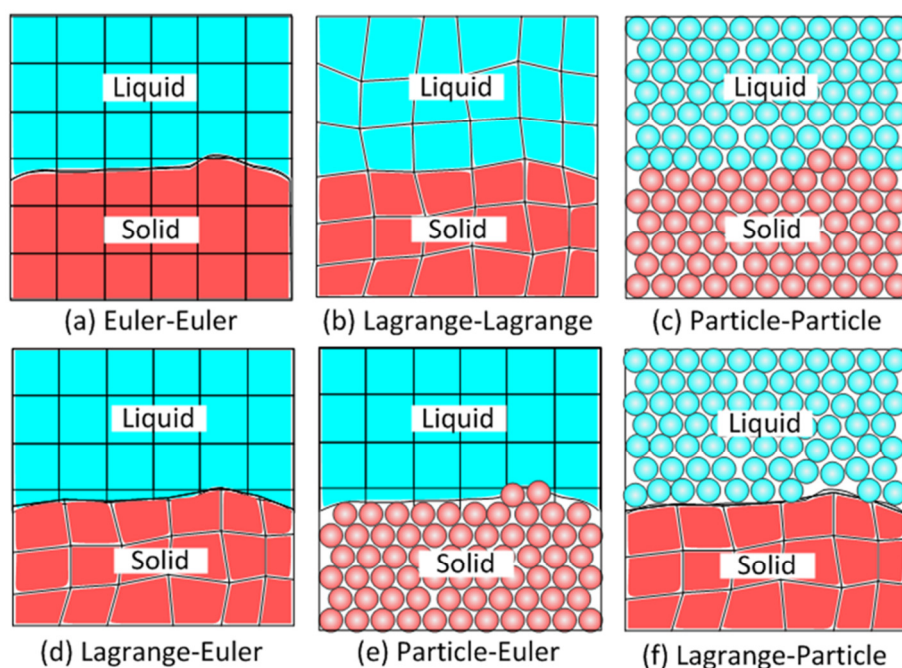 Liquid
Solid
(a) Euler-Euler
Liquid
Solid
(b) Lagrange-Lagrange
Liquid
Solid
(c) Particle-Particle
Liquid
Solid
(d) Lagrange-Euler
Liquid
Solid
(e) Particle-Euler
Liquid
Solid
(f) Lagrange-Particle